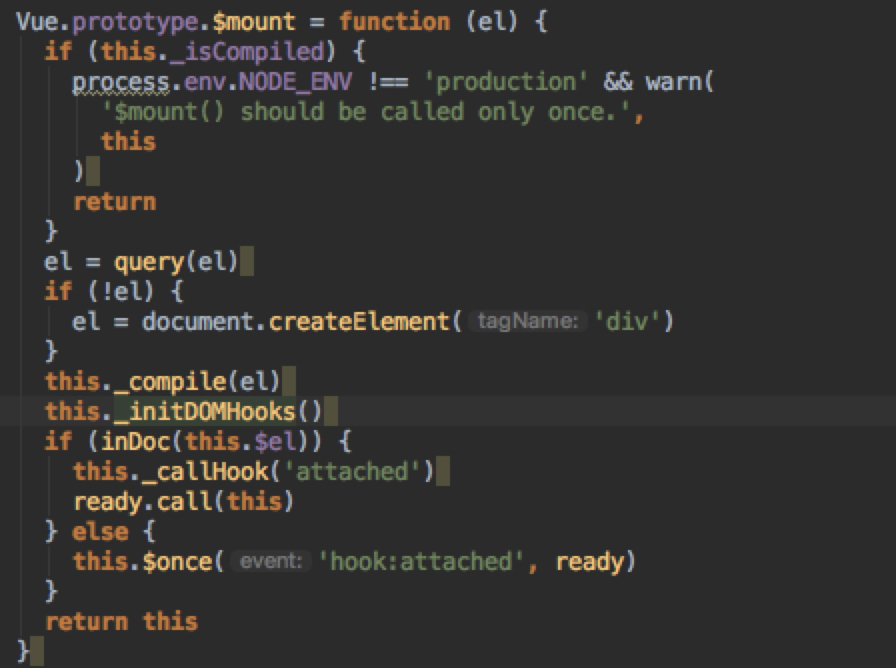 Vue.prototype.$mount = function (el) {
  if (this._isCompiled) {
    process.env.NODE_ENV !== 'production' && warn(
      '$mount() should be called only once.',
      this
    )
    return
  }
  el = query(el)
  if (!el) {
    el = document.createElement( tagName: 'div')
  }
  this._compile(el)
  this._initDOMHooks()
  if (inDoc(this.$el)) {
    this._callHook('attached')
    ready.call(this)
  } else {
    this.$once( event: 'hook:attached', ready)
  }
  return this
}